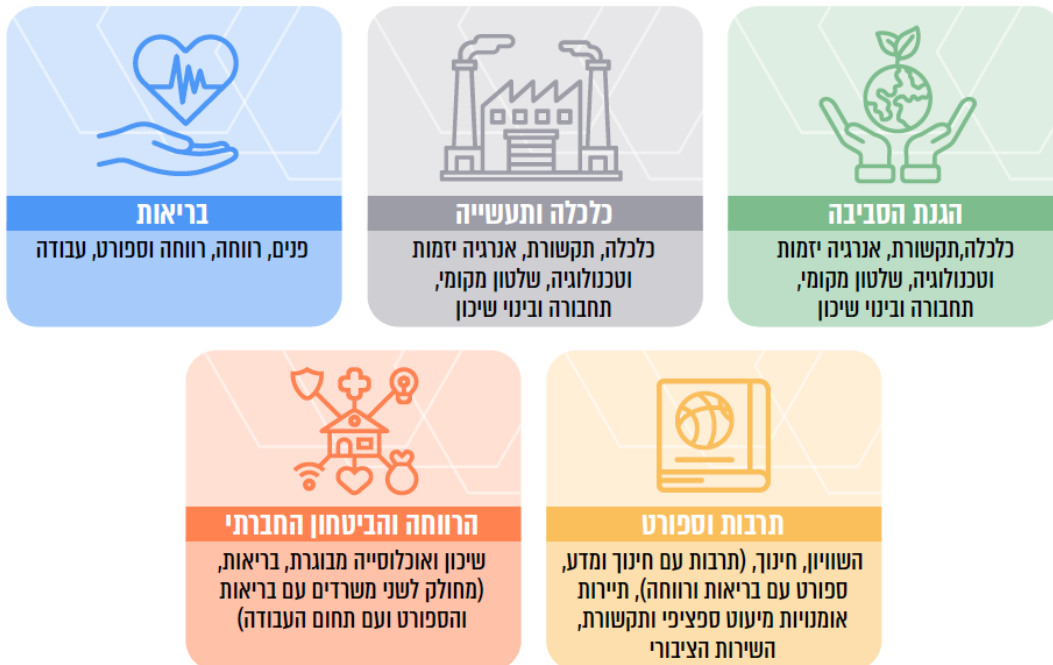 הגנת הסביבה
כלכלה,תקשורת, אנרגיה יזמות
וטכנולוגיה, שלטון מקומי,
תחבורה ובינוי שיכון
כלכלה ותעשייה
כלכלה, תקשורת, אנרגיה יזמות
וטכנולוגיה, שלטון מקומי,
תחבורה ובינוי שיכון
בריאות
פנים, רווחה, רווחה וספורט, עבודה
תרבות וספורט
השוויון, חינוך, (תרבות עם חינוך ומדע,
ספורט עם בריאות ורווחה), תיירות
אומנויות מיעוט ספציפי ותקשורת,
השירות הציבורי
הרווחה והביטחון החברתי
שיכון ואוכלוסייה מבוגרת, בריאות,
(מחולק לשני משרדים עם בריאות
והספורט ועם תחום העבודה)